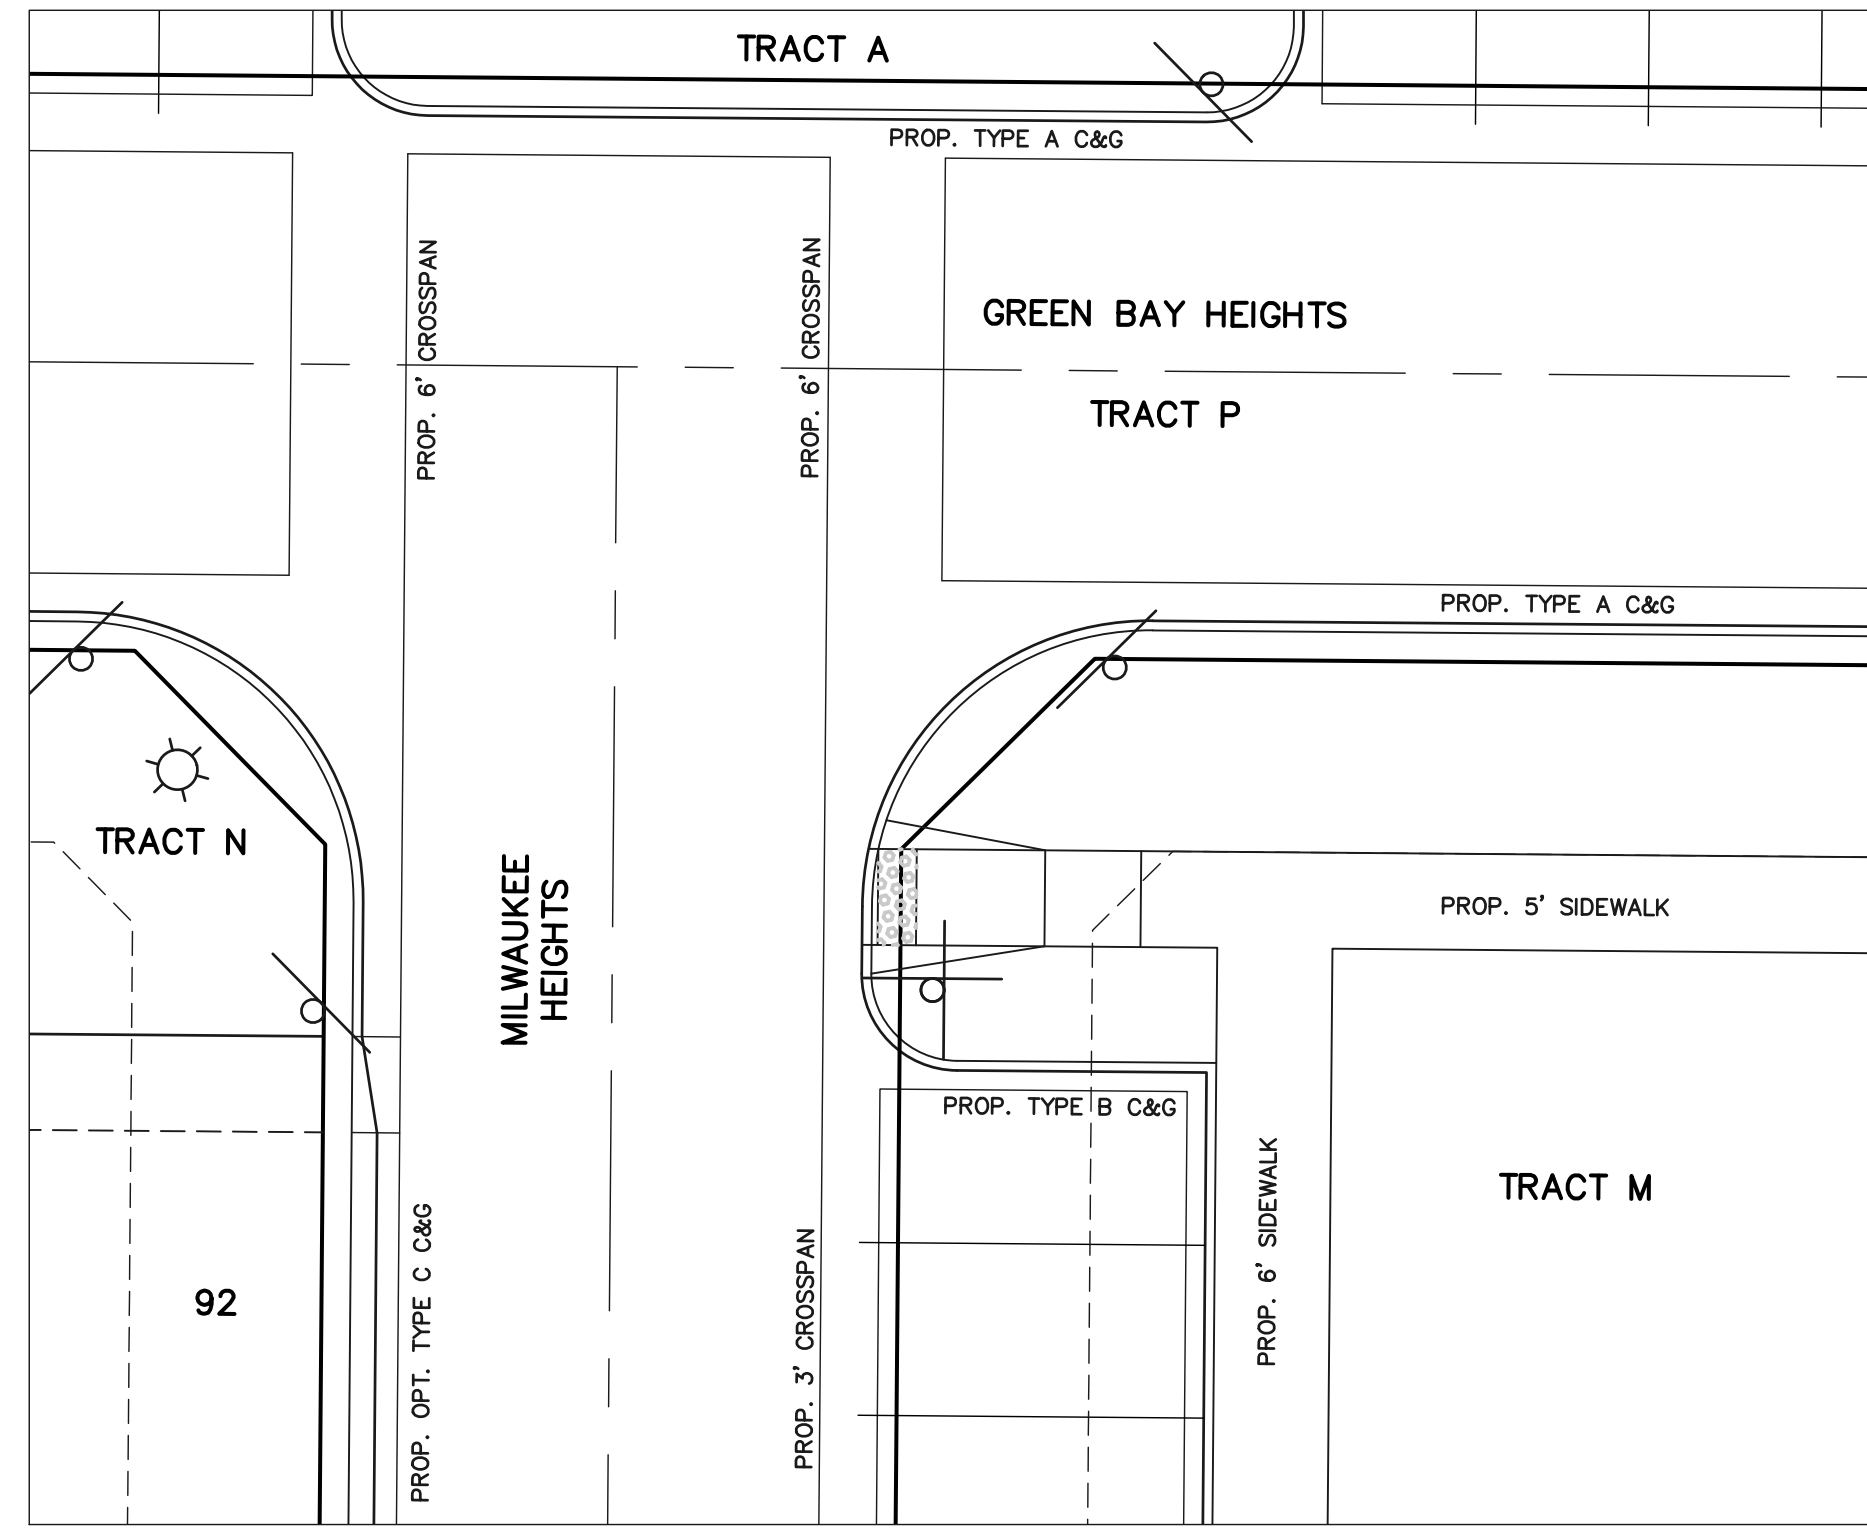 TRACT A
PROP. TYPE A C&G
PROP. 6' CROSSPAN
PROP. 6' CROSSPAN
GREEN BAY HEIGHTS
TRACT P
PROP. TYPE A C&G
TRACT N
MILWAUKEE
HEIGHTS
PROP. 5' SIDEWALK
PROP. TYPE B C&G
TRACT M
PROP. 6' SIDEWALK
92
PROP. OPT. TYPE C C&G
PROP. 3' CROSSPAN